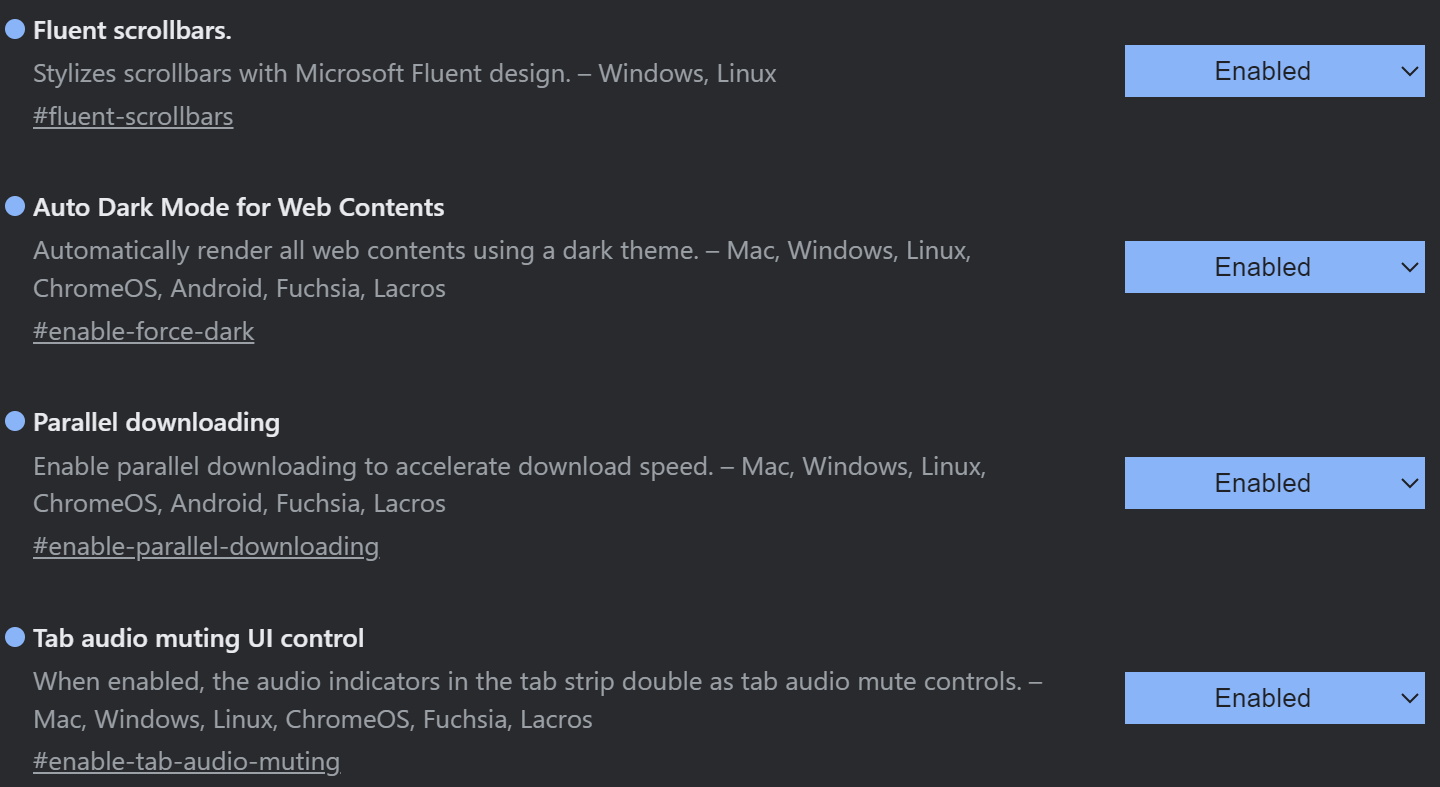 Fluent scrollbars.
Stylizes scrollbars with Microsoft Fluent design. – Windows, Linux
#fluent-scrollbars
Enabled
Auto Dark Mode for Web Contents
Automatically render all web contents using a dark theme. – Mac, Windows, Linux,
ChromeOS, Android, Fuchsia, Lacros
#enable-force-dark
Enabled
Parallel downloading
Enable parallel downloading to accelerate download speed. – Mac, Windows, Linux,
ChromeOS, Android, Fuchsia, Lacros
#enable-parallel-downloading
Enabled
Tab audio muting UI control
When enabled, the audio indicators in the tab strip double as tab audio mute controls. –
Mac, Windows, Linux, ChromeOS, Fuchsia, Lacros
#enable-tab-audio-muting
Enabled